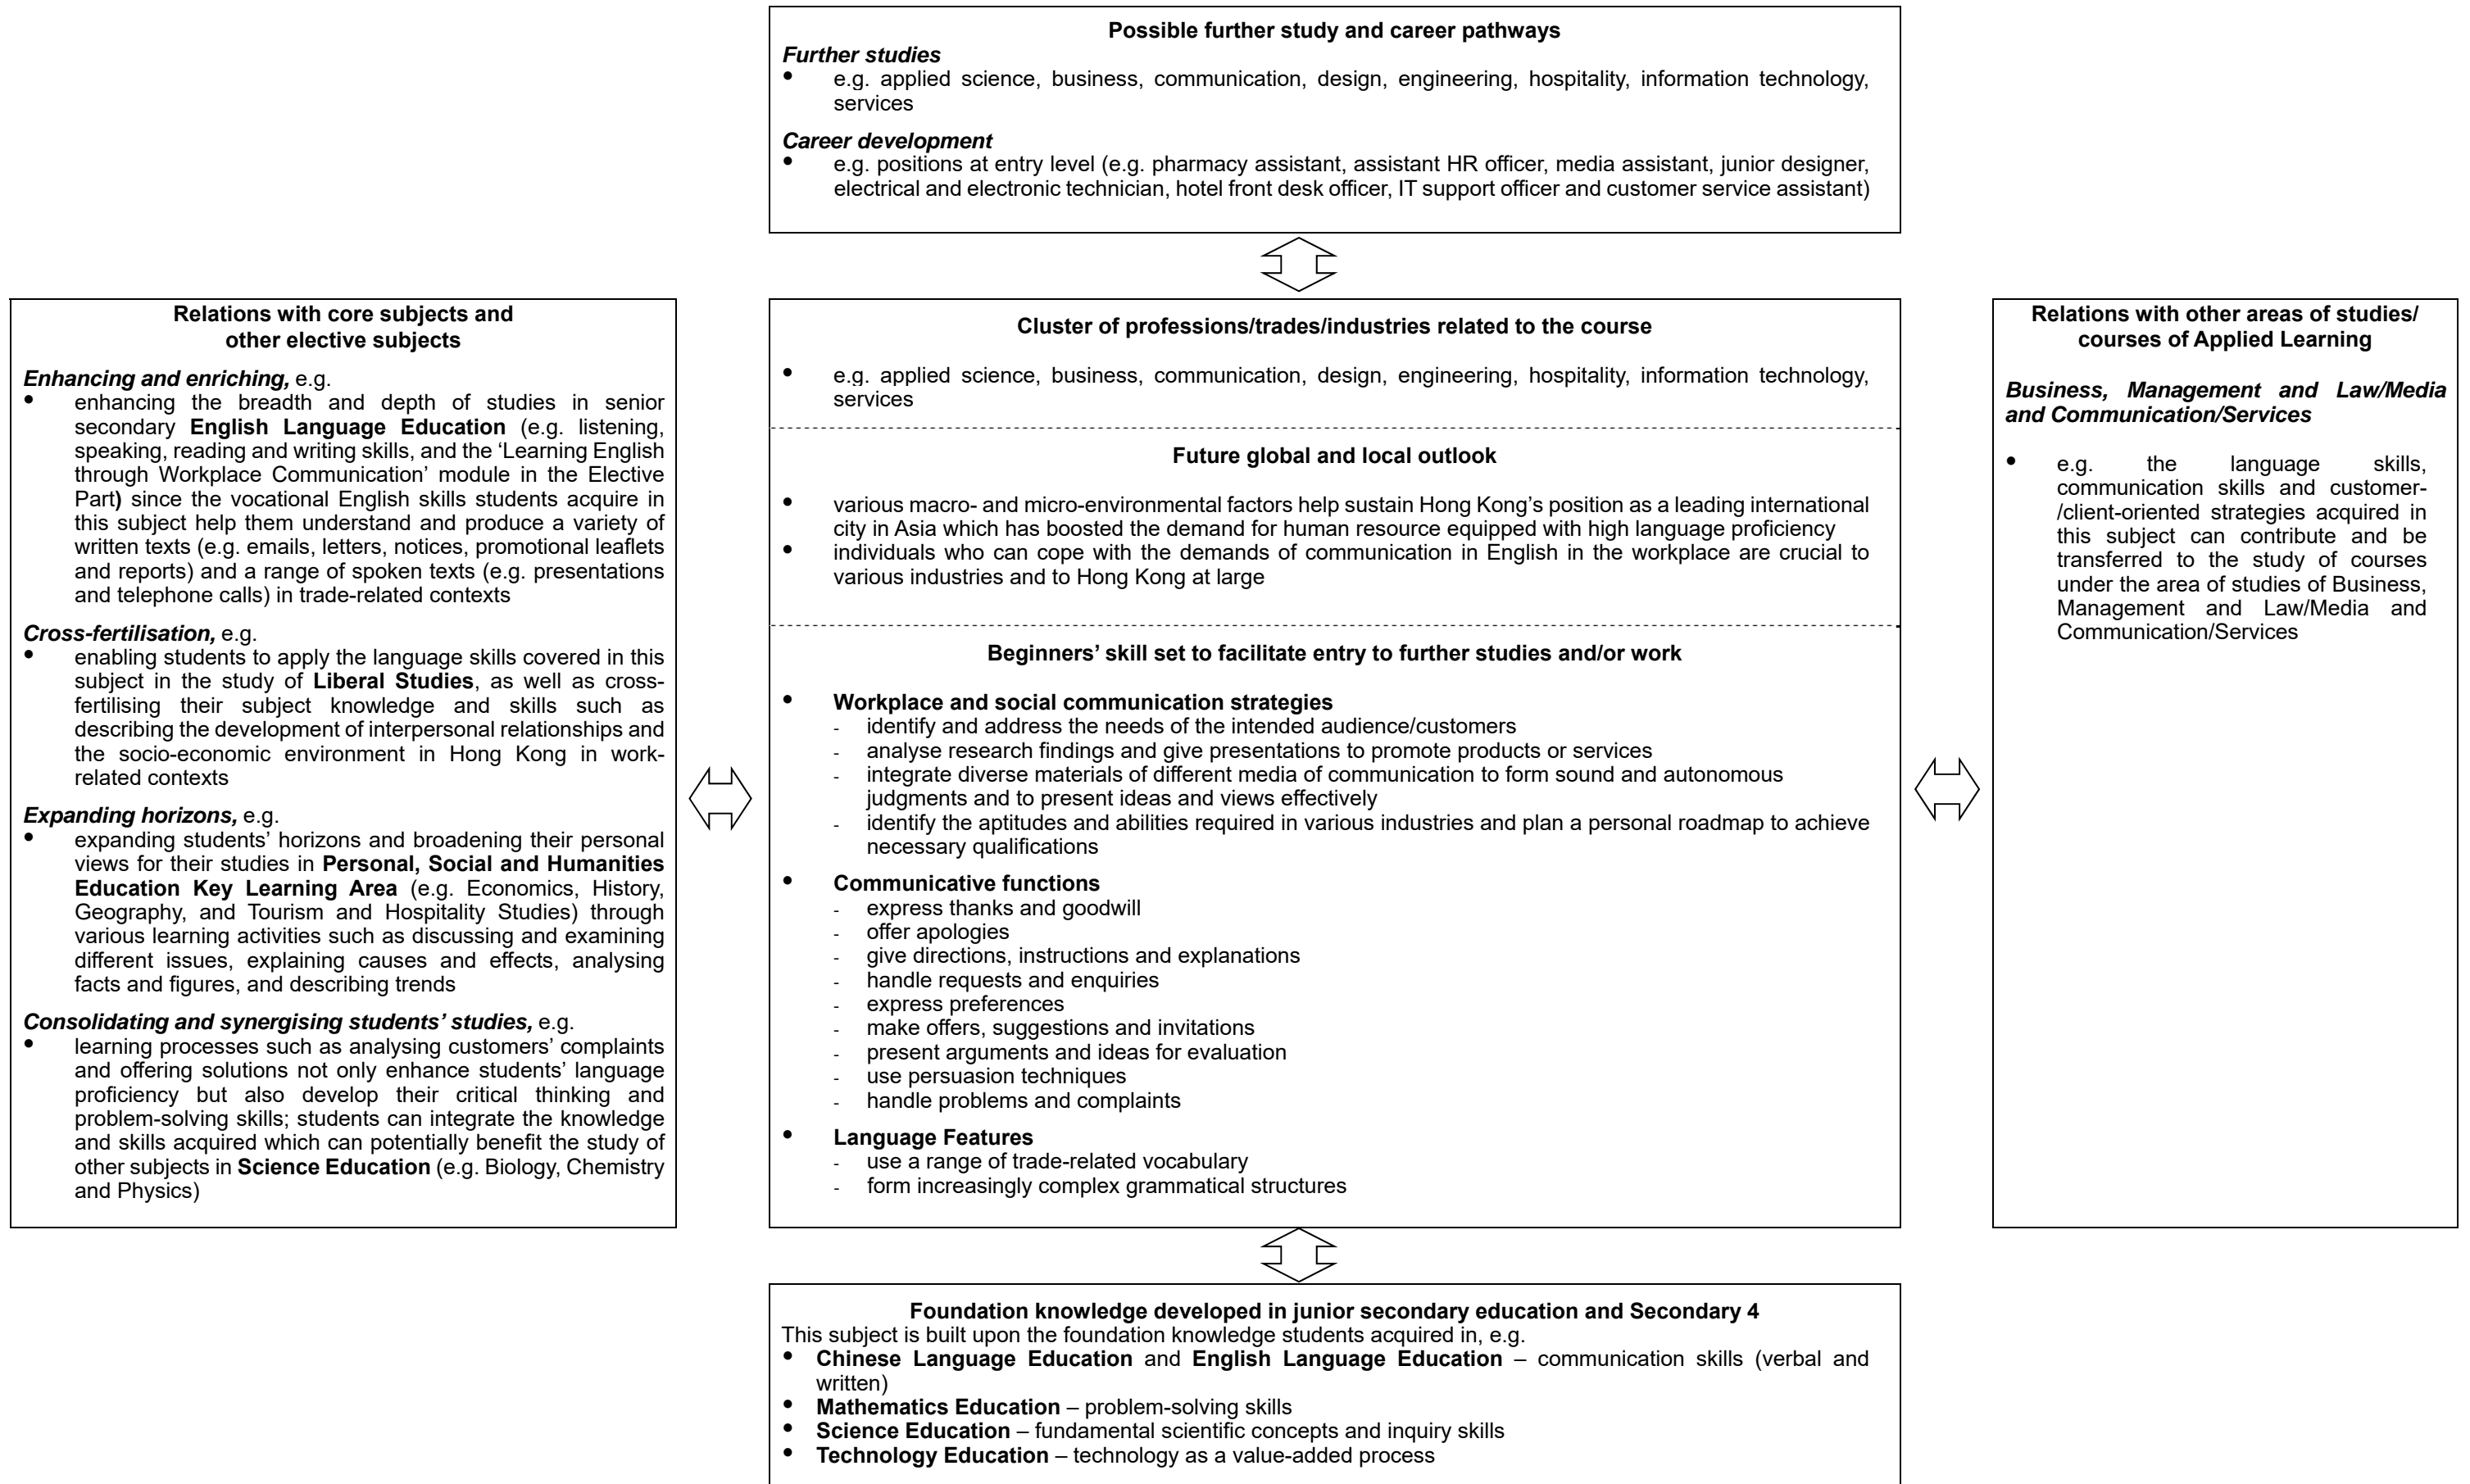 Possible further study and career pathways
Further studies
• e.g. applied science, business, communication, design, engineering, hospitality, information technology,
services
Career development
• e.g. positions at entry level (e.g. pharmacy assistant, assistant HR officer, media assistant, junior designer,
electrical and electronic technician, hotel front desk officer, IT support officer and customer service assistant)
Relations with core subjects and
other elective subjects
Enhancing and enriching, e.g.
• enhancing the breadth and depth of studies in senior
secondary English Language Education (e.g. listening,
speaking, reading and writing skills, and the ‘Learning English
through Workplace Communication’ module in the Elective
Part) since the vocational English skills students acquire in
this subject help them understand and produce a variety of
written texts (e.g. emails, letters, notices, promotional leaflets
and reports) and a range of spoken texts (e.g. presentations
and telephone calls) in trade-related contexts
Cross-fertilisation, e.g.
• enabling students to apply the language skills covered in this
subject in the study of Liberal Studies, as well as cross-
fertilising their subject knowledge and skills such as
describing the development of interpersonal relationships and
the socio-economic environment in Hong Kong in work-
related contexts
Expanding horizons, e.g.
• expanding students’ horizons and broadening their personal
views for their studies in Personal, Social and Humanities
Education Key Learning Area (e.g. Economics, History,
Geography, and Tourism and Hospitality Studies) through
various learning activities such as discussing and examining
different issues, explaining causes and effects, analysing
facts and figures, and describing trends
Consolidating and synergising students’ studies, e.g.
• learning processes such as analysing customers’ complaints
and offering solutions not only enhance students’ language
proficiency but also develop their critical thinking and
problem-solving skills; students can integrate the knowledge
and skills acquired which can potentially benefit the study of
other subjects in Science Education (e.g. Biology, Chemistry
and Physics)
Cluster of professions/trades/industries related to the course
• e.g. applied science, business, communication, design, engineering, hospitality, information technology,
services
Future global and local outlook
• various macro- and micro-environmental factors help sustain Hong Kong’s position as a leading international
city in Asia which has boosted the demand for human resource equipped with high language proficiency
• individuals who can cope with the demands of communication in English in the workplace are crucial to
various industries and to Hong Kong at large
Beginners’ skill set to facilitate entry to further studies and/or work
• Workplace and social communication strategies
- identify and address the needs of the intended audience/customers
- analyse research findings and give presentations to promote products or services
- integrate diverse materials of different media of communication to form sound and autonomous
judgments and to present ideas and views effectively
- identify the aptitudes and abilities required in various industries and plan a personal roadmap to achieve
necessary qualifications
• Communicative functions
- express thanks and goodwill
- offer apologies
- give directions, instructions and explanations
- handle requests and enquiries
- express preferences
- make offers, suggestions and invitations
- present arguments and ideas for evaluation
- use persuasion techniques
- handle problems and complaints
• Language Features
- use a range of trade-related vocabulary
- form increasingly complex grammatical structures
Relations with other areas of studies/
courses of Applied Learning
Business, Management and Law/Media
and Communication/Services
• e.g. the language skills,
communication skills and customer-
/client-oriented strategies acquired in
this subject can contribute and be
transferred to the study of courses
under the area of studies of Business,
Management and Law/Media and
Communication/Services
Foundation knowledge developed in junior secondary education and Secondary 4
This subject is built upon the foundation knowledge students acquired in, e.g.
• Chinese Language Education and English Language Education – communication skills (verbal and
written)
• Mathematics Education – problem-solving skills
• Science Education – fundamental scientific concepts and inquiry skills
• Technology Education – technology as a value-added process